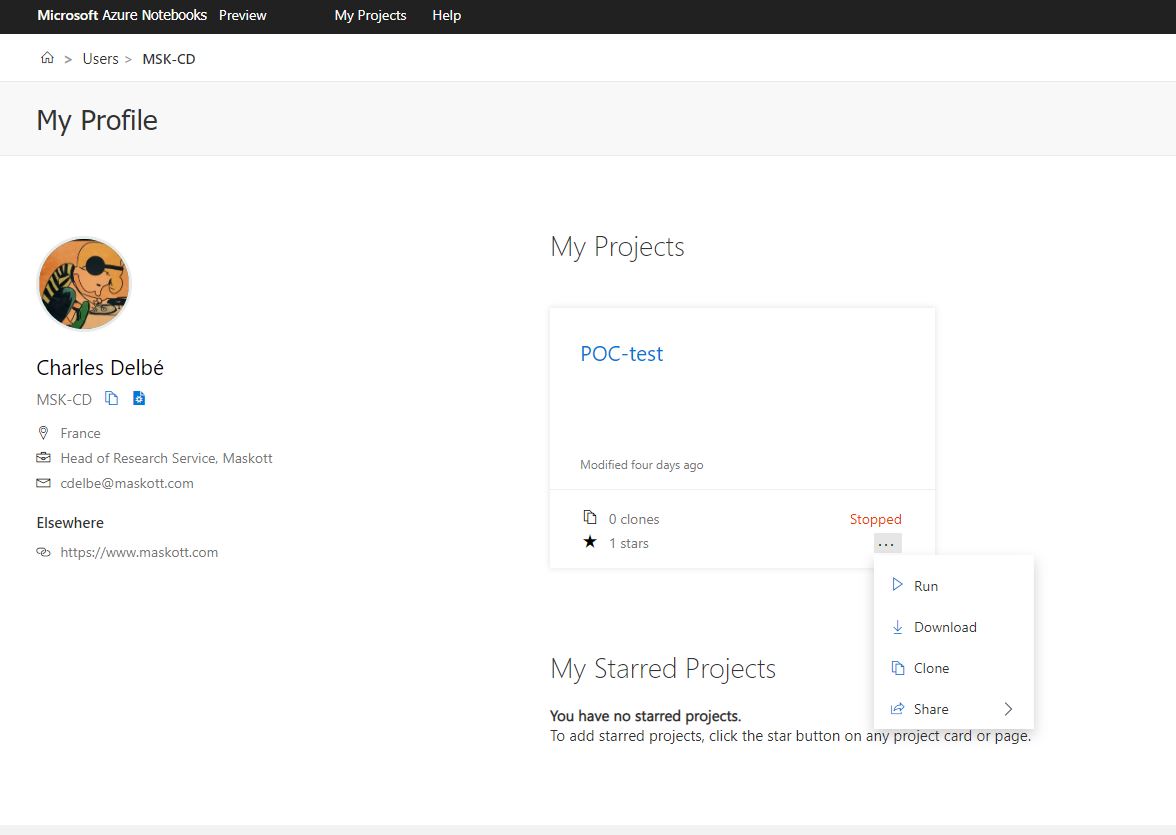 Microsoft Azure Notebooks Preview My Projects Help
> Users > MSK-CD
My Profile
Charles Delbé
MSK-CD
France
Head of Research Service, Maskott
cdelbe@maskott.com
Elsewhere
https://www.maskott.com
My Projects
POC-test
Modified four days ago
0 clones Stopped
1 stars ...
Run
Download
Clone
Share
My Starred Projects
You have no starred projects.
To add starred projects, click the star button on any project card or page.